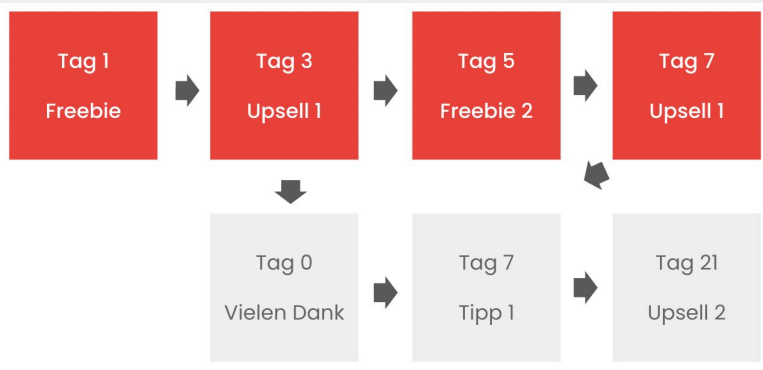 Tag 1
Freebie
Tag 3
Upsell 1
Tag 5
Freebie 2
Tag 7
Upsell 1
Tag 0
Vielen Dank
Tag 7
Tipp 1
Tag 21
Upsell 2